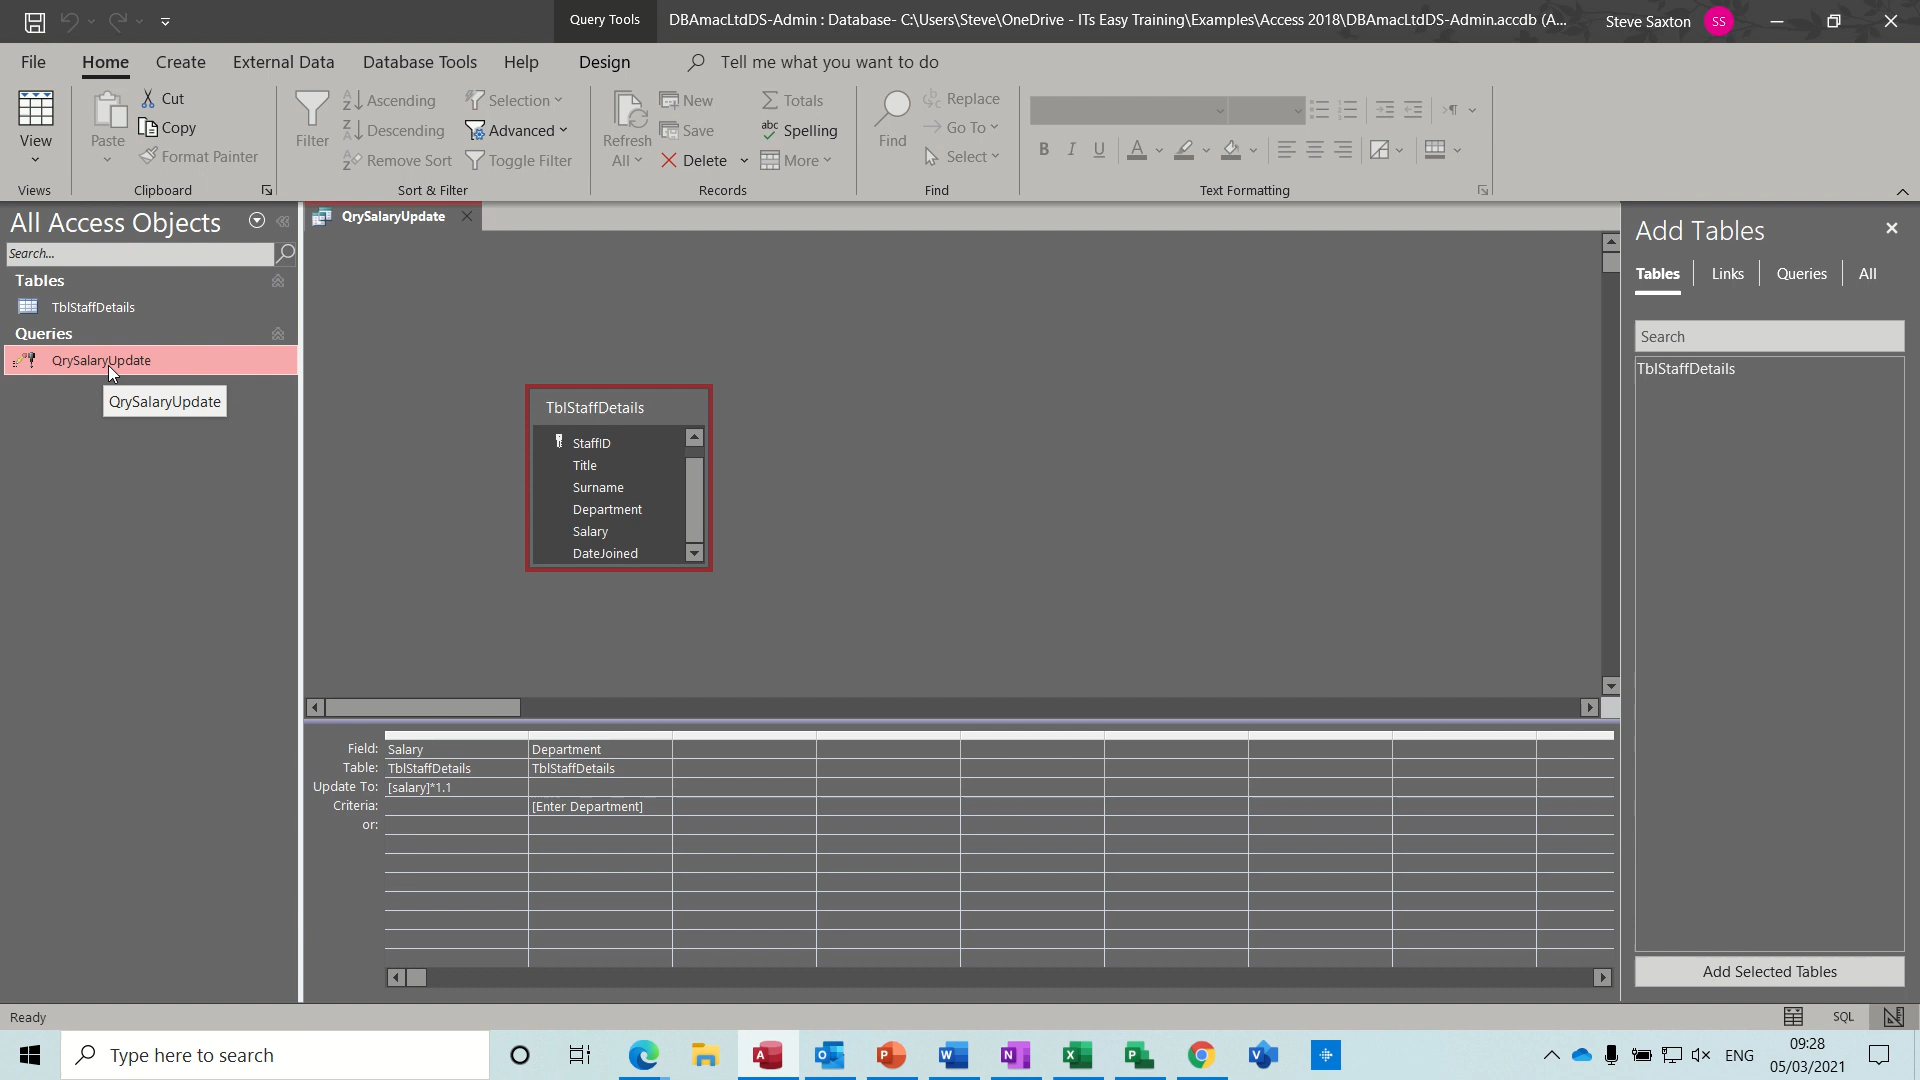 Query Tools
DBAmacLtdDS-Admin : Database- C:\Users\Steve\OneDrive - ITs Easy Training\Examples\Access 2018\DBAmacLtdDS-Admin.accdb (A...
Steve Saxton
SS
File
Home
Create
External Data
Database Tools
Help
Design
Tell me what you want to do
View
Views
Paste
Cut
Copy
Format Painter
Clipboard
Filter
Ascending
Descending
Remove Sort
Selection
Advanced
Toggle Filter
Sort & Filter
Refresh
All
New
Save
Delete
Totals
abc Spelling
More
Records
Find
Replace
Go To
Select
Find
B I U A
Text Formatting
All Access Objects
Search...
Tables
TblStaffDetails
Queries
QrySalaryUpdate
QrySalaryUpdate
QrySalaryUpdate
TblStaffDetails
StaffID
Title
Surname
Department
Salary
DateJoined
Field: Salary Department
Table: TblStaffDetails TblStaffDetails
Update To: [salary]*1.1
Criteria: [Enter Department]
or:
Add Tables
Tables
Links
Queries
All
Search
TblStaffDetails
Add Selected Tables
Ready
SQL
Type here to search
ENG
09:28
05/03/2021